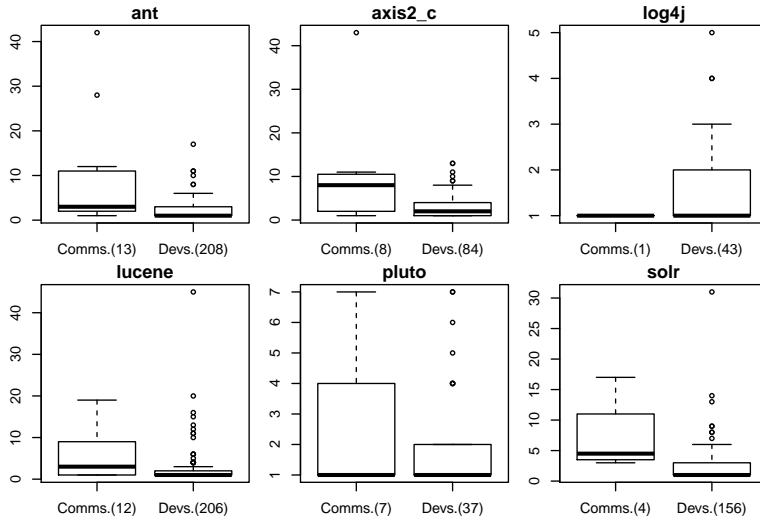 ant
axis2_c
log4j
40
30
20
10
0
40
30
20
10
0
5
4
3
2
1
Comms.(13) Devs.(208)
Comms.(8) Devs.(84)
Comms.(1) Devs.(43)
lucene
pluto
solr
40
30
20
10
0
7
6
5
4
3
2
1
30
25
20
15
10
5
0
Comms.(12) Devs.(206)
Comms.(7) Devs.(37)
Comms.(4) Devs.(156)